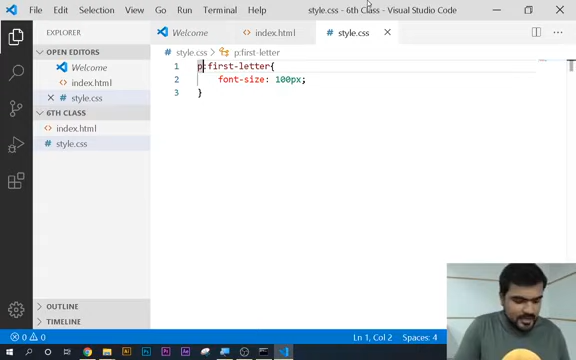 File Edit Selection View Go Run Terminal Help style.css - 6th Class - Visual Studio Code
EXPLORER
OPEN EDITORS
Welcome
index.html
style.css
6TH CLASS
index.html
style.css
OUTLINE
TIMELINE
Welcome index.html style.css
style.css > p:first-letter
1 p:first-letter{
2 font-size: 100px;
3 }
0 0 Ln 1, Col 2 Spaces: 4